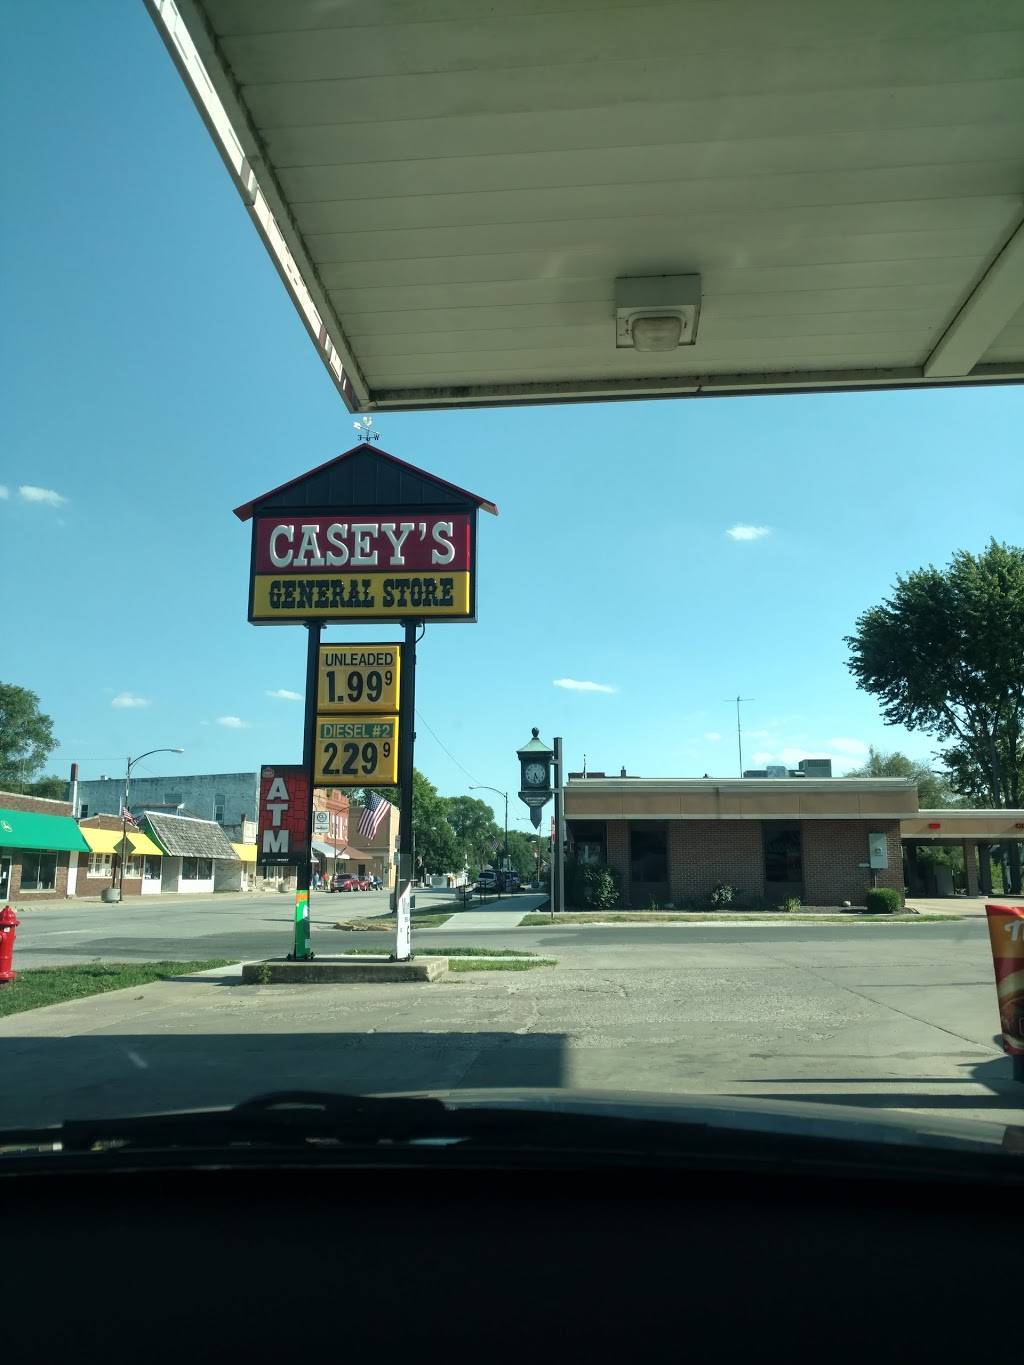 CASEY'S
GENERAL STORE
UNLEADED
1.99 9
DIESEL #2
2.29 9
ATM